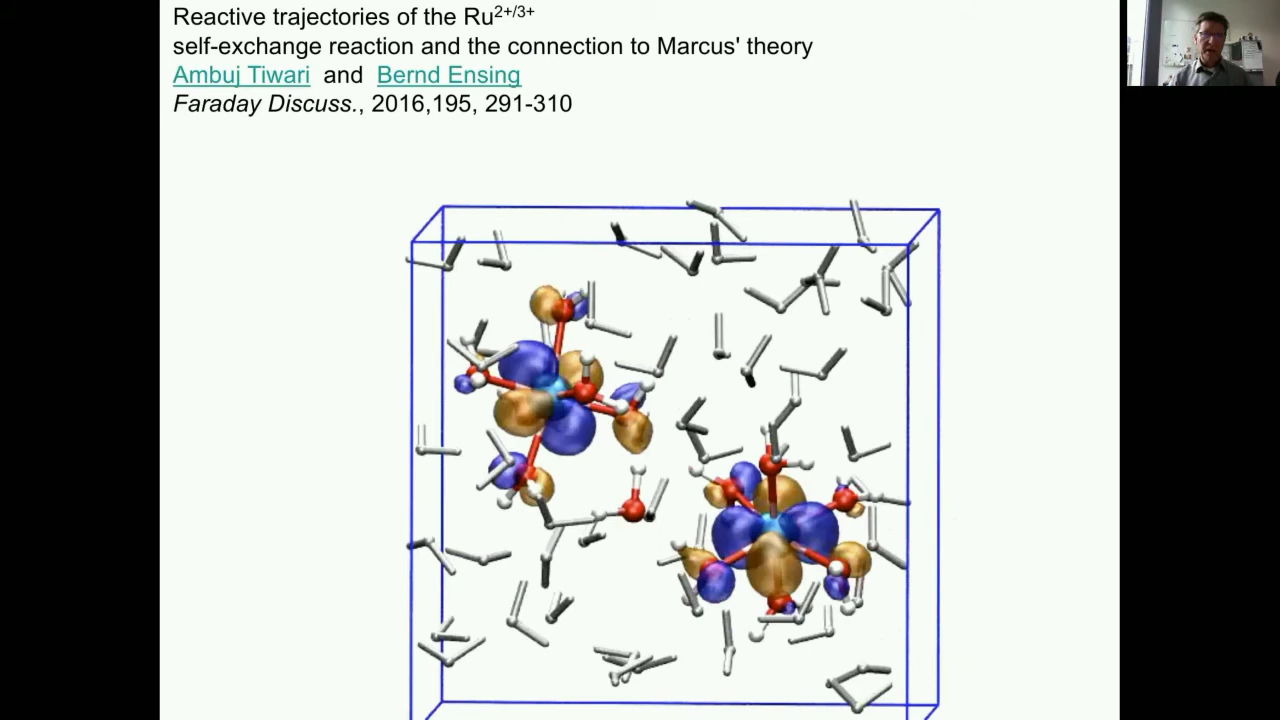 Reactive trajectories of the Ru2+/3+
self-exchange reaction and the connection to Marcus' theory
Ambuj Tiwari and Bernd Ensing
Faraday Discuss., 2016,195, 291-310